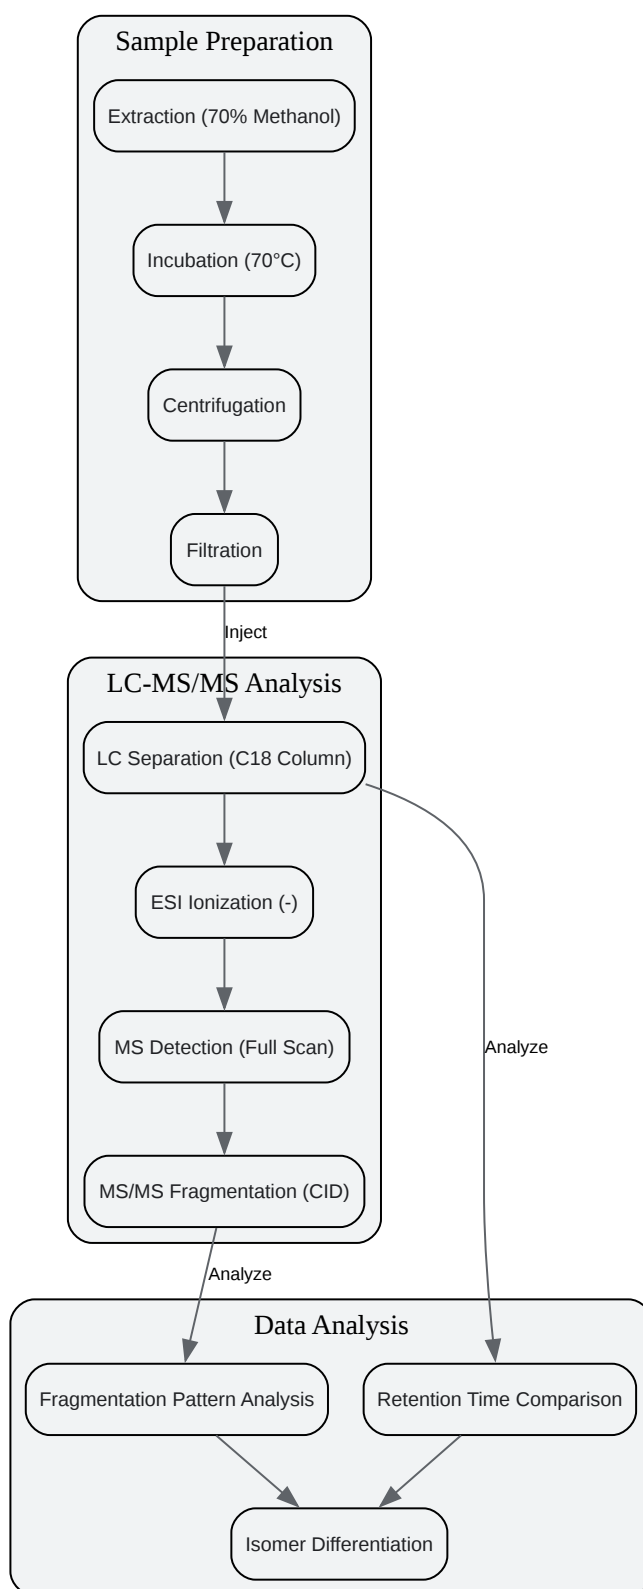 Sample Preparation
Extraction (70% Methanol)
Incubation (70°C)
Centrifugation
Filtration
Inject
LC-MS/MS Analysis
LC Separation (C18 Column)
ESI Ionization (-)
MS Detection (Full Scan)
Analyze
MS/MS Fragmentation (CID)
Analyze
Data Analysis
Fragmentation Pattern Analysis
Retention Time Comparison
Isomer Differentiation